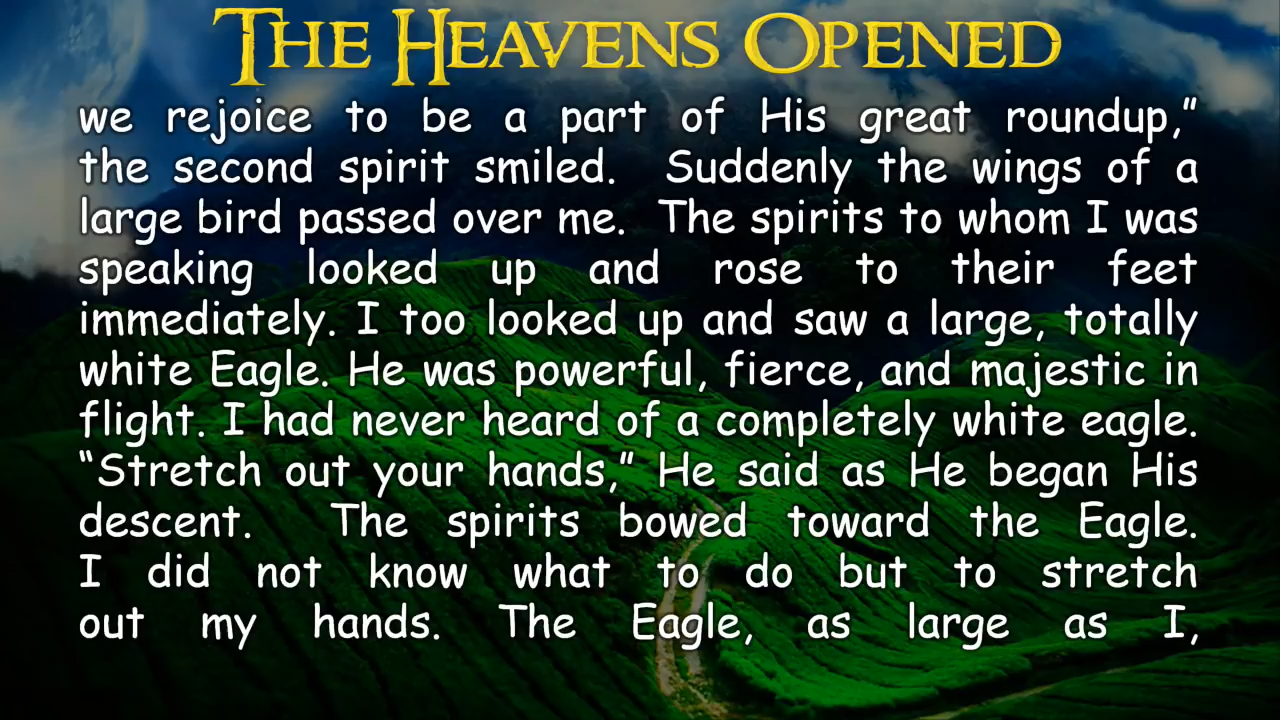 THE HEAVENS OPENED
we rejoice to be a part of His great roundup,”
the second spirit smiled. Suddenly the wings of a
large bird passed over me. The spirits to whom I was
speaking looked up and rose to their feet
immediately. I too looked up and saw a large, totally
white Eagle. He was powerful, fierce, and majestic in
flight. I had never heard of a completely white eagle.
“Stretch out your hands,” He said as He began His
descent. The spirits bowed toward the Eagle.
I did not know what to do but to stretch
out my hands. The Eagle, as large as I,